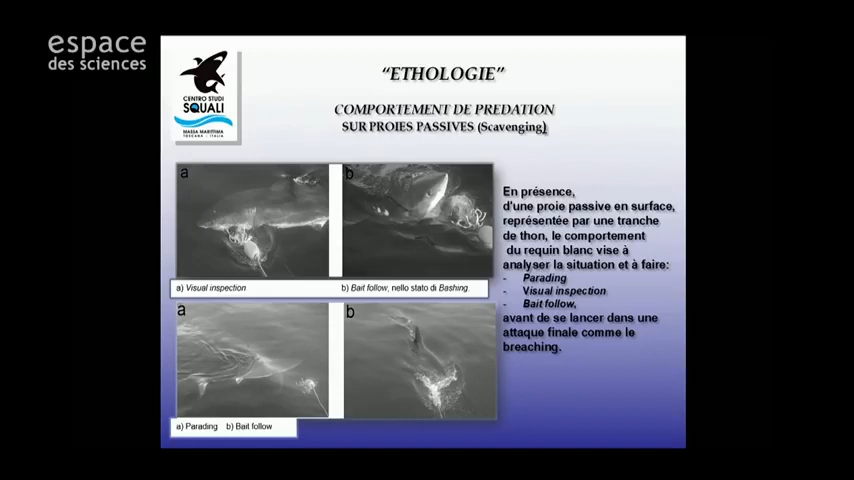 espace
des sciences
CENTRO STUDI
SQUALI
MASSA MARITTIMA
TOSCANA - ITALIA
“ETHOLOGIE”
COMPORTEMENT DE PREDATION
SUR PROIES PASSIVES (Scavenging)
a
b
a) Visual inspection
b) Bait follow, nello stato di Bashing.
a
b
a) Parading b) Bait follow
En présence,
d'une proie passive en surface,
représentée par une tranche
de thon, le comportement
du requin blanc vise à
analyser la situation et à faire:
- Parading
- Visual inspection
- Bait follow,
avant de se lancer dans une
attaque finale comme le
breaching.